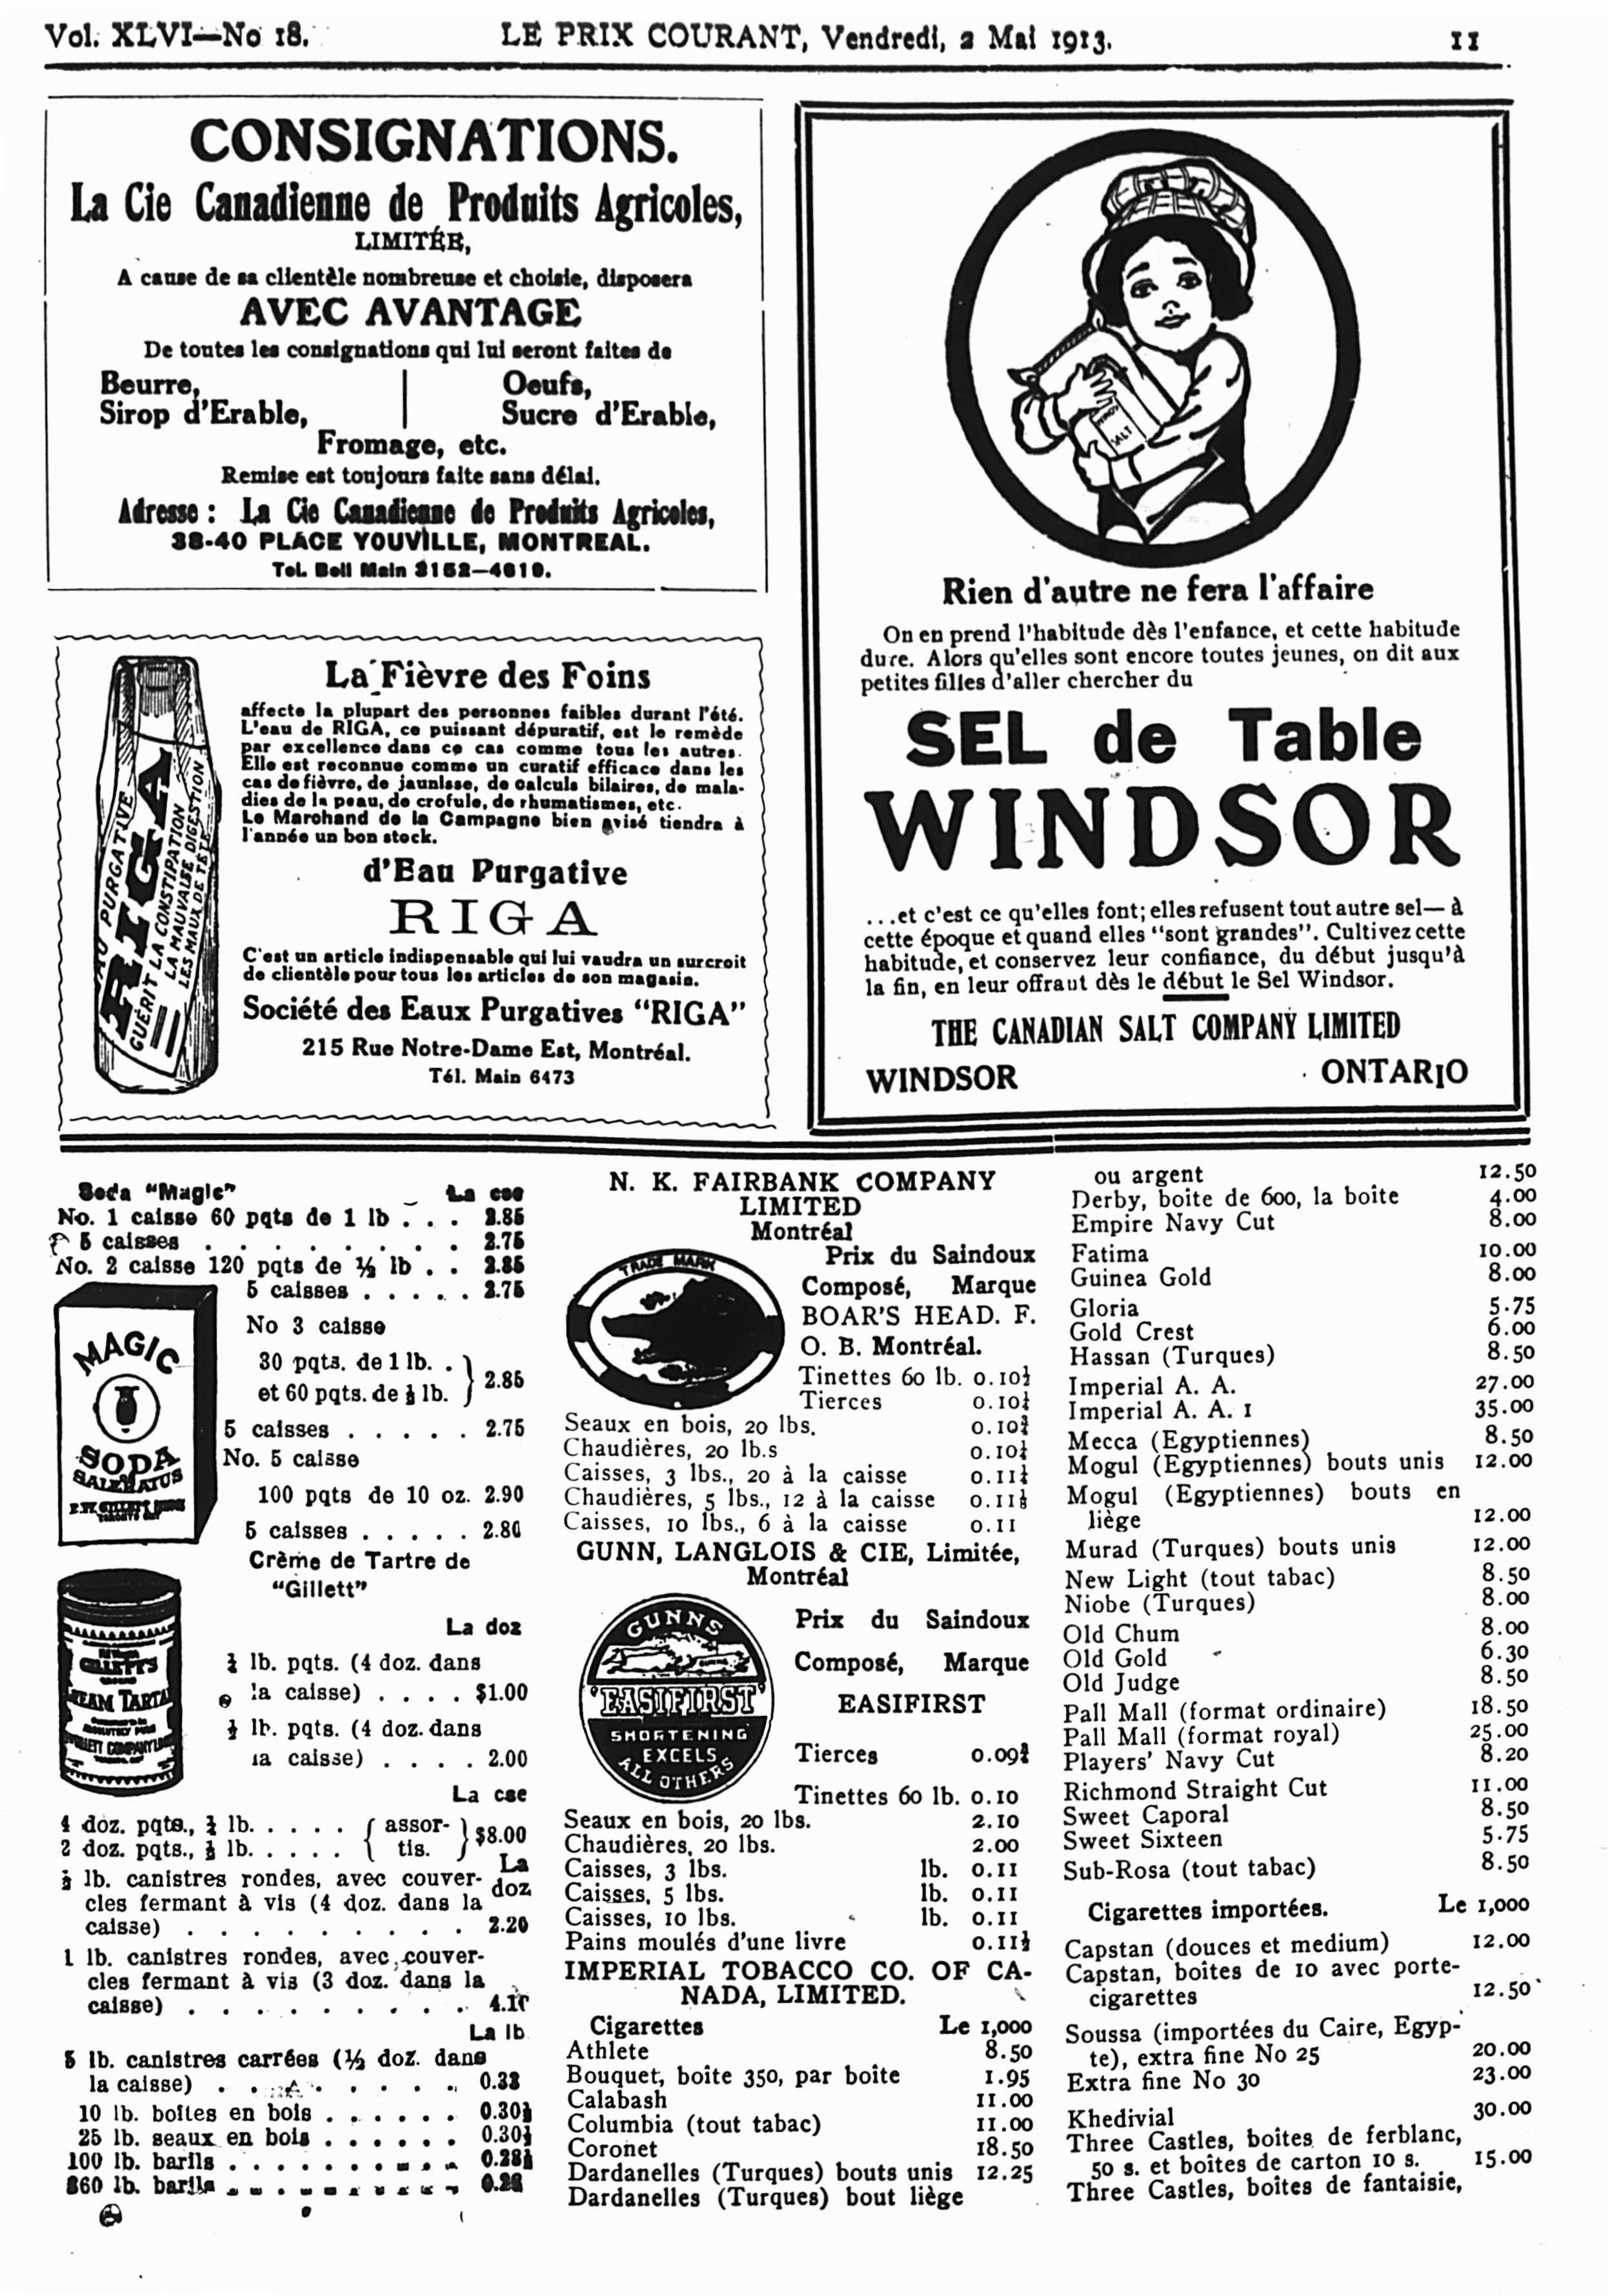 Vol. XLVI—No 18.
LE PRIX COURANT, Vendredi, 2 Mai 1913.
11
CONSIGNATIONS.
La Cie Canadienne de Produits Agricoles,
LIMITÉE,
A cause de sa clientèle nombreuse et choisie, disposera
AVEC AVANTAGE
De toutes les consignations qui lui seront faites de
Beurre,
Sirop d'Erable,
Oeufs,
Sucre d'Erable,
Fromage, etc.
Remise est toujours faite sans délai.
Adresse : La Cie Canadienne de Produits Agricoles,
38-40 PLACE YOUVILLE, MONTREAL.
Tel. Bell Main 3152—4619.
La Fièvre des Foins
affecte la plupart des personnes faibles durant l'été.
L'eau de RIGA, ce puissant dépuratif, est le remède
par excellence dans ce cas comme tous les autres.
Elle est reconnue comme un curatif efficace dans les
cas de fièvre, de jaunisse, de calculs bilaires, de mala-
dies de la peau, de crofule, de rhumatismes, etc.
Le Marchand de la Campagne bien avisé tiendra à
l'année un bon stock.
d'Eau Purgative
RIGA
C'est un article indispensable qui lui vaudra un surcroit
de clientèle pour tous les articles de son magasin.
Société des Eaux Purgatives "RIGA"
215 Rue Notre-Dame Est, Montréal.
Tél. Main 6473
EAU PURGATIVE
RIGA
GUÉRIT LA CONSTIPATION
LA MAUVAISE DIGESTION
LES MAUX DE TÊTE
WINDSOR
SALT
Rien d'autre ne fera l'affaire
On en prend l'habitude dès l'enfance, et cette habitude
dure. Alors qu'elles sont encore toutes jeunes, on dit aux
petites filles d'aller chercher du
SEL de Table
WINDSOR
...et c'est ce qu'elles font; elles refusent tout autre sel— à
cette époque et quand elles "sont grandes". Cultivez cette
habitude, et conservez leur confiance, du début jusqu'à
la fin, en leur offraut dès le début le Sel Windsor.
THE CANADIAN SALT COMPANY LIMITED
WINDSOR ONTARIO
Soda "Magic" La cse
No. 1 caisse 60 pqts de 1 lb . . . 2.85
5 caisses . . . . . . . . . 2.75
No. 2 caisse 120 pqts de ½ lb . . 2.85
5 caisses . . . . . 2.75
No 3 caisse
30 pqts. de 1 lb. . } 2.85
et 60 pqts. de ½ lb.
5 caisses . . . . . 2.75
No. 5 caisse
100 pqts de 10 oz. 2.90
5 caisses . . . . . 2.80
MAGIC
SODA
SALERATUS
Crème de Tartre de
"Gillett"
La doz
¼ lb. pqts. (4 doz. dans
la caisse) . . . . $1.00
½ lb. pqts. (4 doz. dans
la caisse) . . . . 2.00
GILLETT'S
CREAM TARTAR
La cse
4 doz. pqts., ¼ lb. . . . . { assor- } $8.00
2 doz. pqts., ½ lb. . . . . { tis. }
La
½ lb. canistres rondes, avec couver- doz
cles fermant à vis (4 doz. dans la
caisse) . . . . . . . . . 2.20
1 lb. canistres rondes, avec couver-
cles fermant à vis (3 doz. dans la
caisse) . . . . . . . . . 4.10
La lb
5 lb. canistres carrées (½ doz. dans
la caisse) . . . . . . . . 0.33
10 lb. boites en bois . . . . . . 0.30½
25 lb. seaux en bois . . . . . . 0.30½
100 lb. barils . . . . . . . . . 0.28½
360 lb. barils . . . . . . . . . 0.28
N. K. FAIRBANK COMPANY
LIMITED
Montréal
TRADE MARK
Prix du Saindoux
Composé, Marque
BOAR'S HEAD. F.
O. B. Montréal.
Tinettes 60 lb. 0.10½
Tierces 0.10¼
Seaux en bois, 20 lbs. 0.10¾
Chaudières, 20 lb.s 0.10½
Caisses, 3 lbs., 20 à la caisse 0.11¼
Chaudières, 5 lbs., 12 à la caisse 0.11⅛
Caisses, 10 lbs., 6 à la caisse 0.11
GUNN, LANGLOIS & CIE, Limitée,
Montréal
GUNNS
"EASIFIRST"
SHORTENING
EXCELS
ALL OTHERS
Prix du Saindoux
Composé, Marque
EASIFIRST
Tierces 0.09¾
Tinettes 60 lb. 0.10
Seaux en bois, 20 lbs. 2.10
Chaudières, 20 lbs. 2.00
Caisses, 3 lbs. lb. 0.11
Caisses, 5 lbs. lb. 0.11
Caisses, 10 lbs. lb. 0.11
Pains moulés d'une livre 0.11½
IMPERIAL TOBACCO CO. OF CA-
NADA, LIMITED.
Cigarettes Le 1,000
Athlete 8.50
Bouquet, boite 350, par boite 1.95
Calabash 11.00
Columbia (tout tabac) 11.00
Coronet 18.50
Dardanelles (Turques) bouts unis 12.25
Dardanelles (Turques) bout liège
ou argent 12.50
Derby, boite de 600, la boite 4.00
Empire Navy Cut 8.00
Fatima 10.00
Guinea Gold 8.00
Gloria 5.75
Gold Crest 6.00
Hassan (Turques) 8.50
Imperial A. A. 27.00
Imperial A. A. 1 35.00
Mecca (Egyptiennes) 8.50
Mogul (Egyptiennes) bouts unis 12.00
Mogul (Egyptiennes) bouts en
liège 12.00
Murad (Turques) bouts unis 12.00
New Light (tout tabac) 8.50
Niobe (Turques) 8.00
Old Chum 8.00
Old Gold 6.30
Old Judge 8.50
Pall Mall (format ordinaire) 18.50
Pall Mall (format royal) 25.00
Players' Navy Cut 8.20
Richmond Straight Cut 11.00
Sweet Caporal 8.50
Sweet Sixteen 5.75
Sub-Rosa (tout tabac) 8.50
Cigarettes importées. Le 1,000
Capstan (douces et medium) 12.00
Capstan, boites de 10 avec porte-
cigarettes 12.50
Soussa (importées du Caire, Egyp-
te), extra fine No 25 20.00
Extra fine No 30 23.00
Khedivial 30.00
Three Castles, boites de ferblanc,
50 s. et boites de carton 10 s. 15.00
Three Castles, boites de fantaisie,